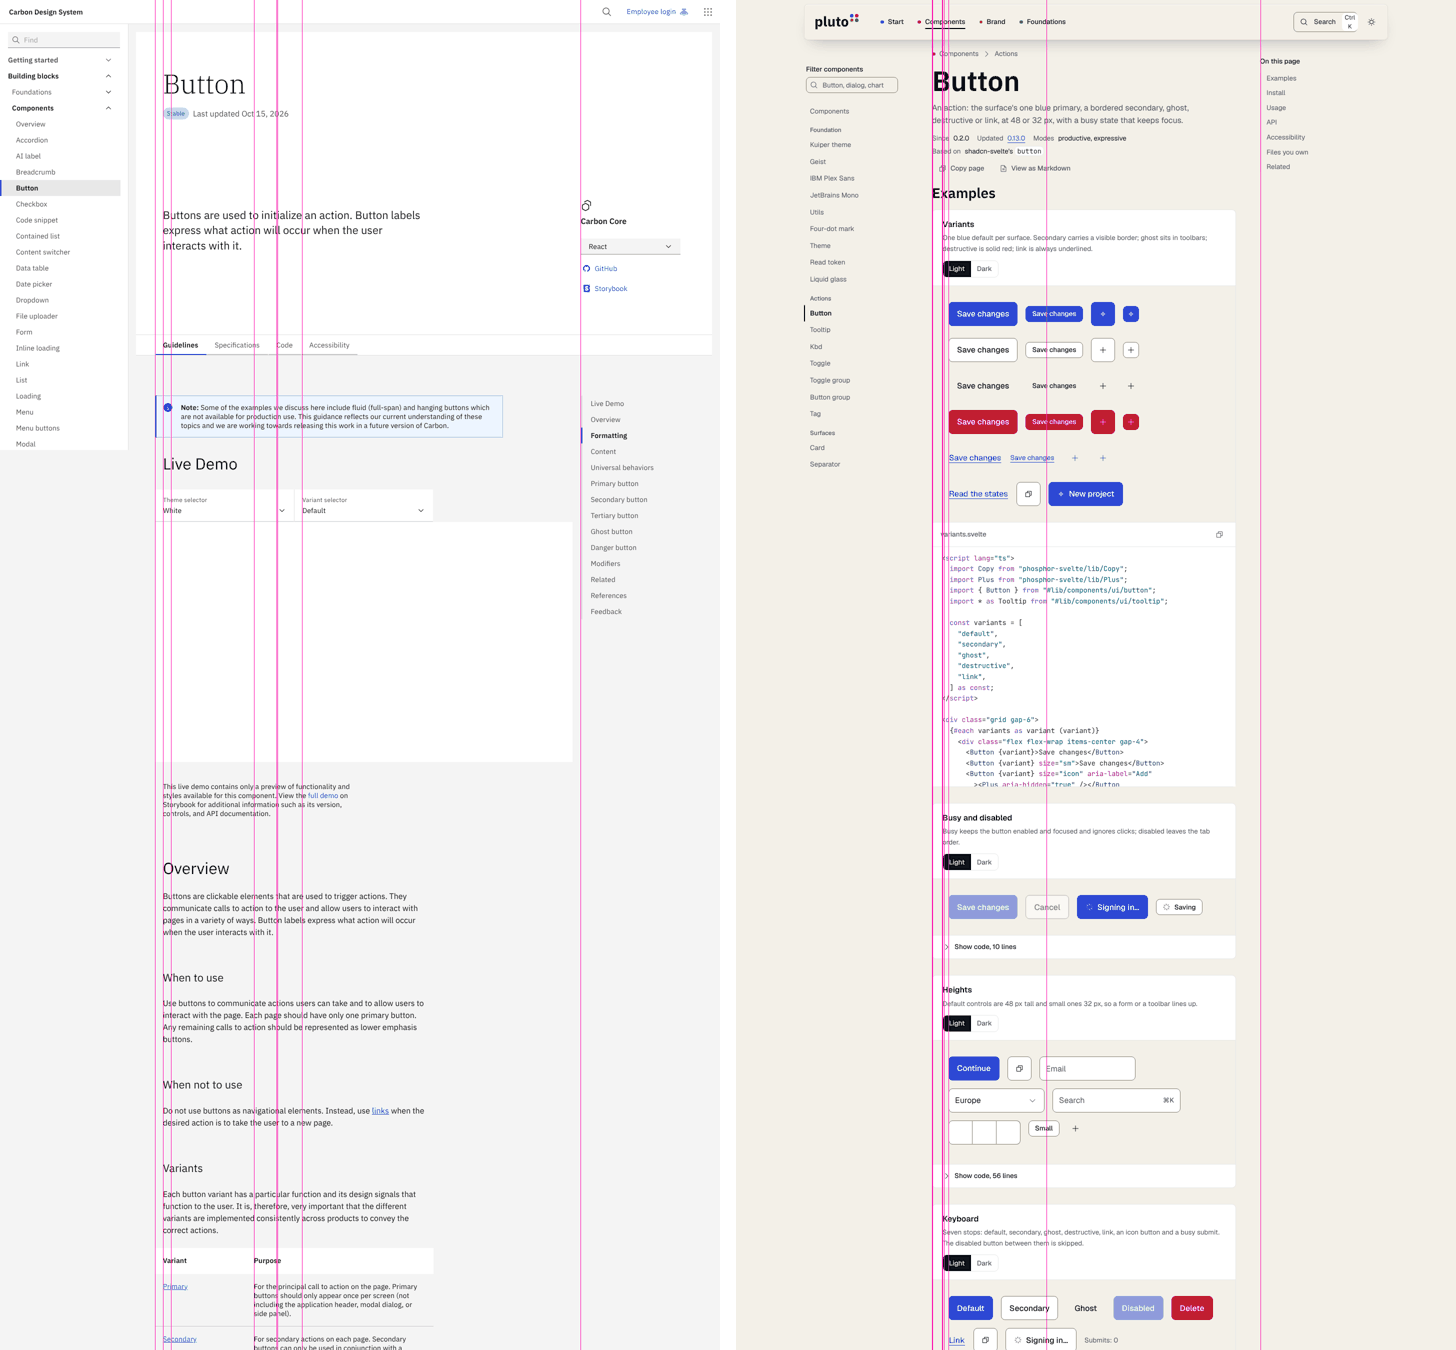 Carbon Design System
Employee login
Find
Getting started
Building blocks
Foundations
Components
Overview
Accordion
AI label
Breadcrumb
Button
Checkbox
Code snippet
Contained list
Content switcher
Data table
Date picker
Dropdown
File uploader
Form
Inline loading
Link
List
Loading
Menu
Menu buttons
Modal
Button
Stable Last updated Oct 15, 2026
Buttons are used to initialize an action. Button labels
express what action will occur when the user
interacts with it.
Carbon Core
React
GitHub
Storybook
Guidelines Specifications Code Accessibility
Note: Some of the examples we discuss here include fluid (full-span) and hanging buttons which
are not available for production use. This guidance reflects our current understanding of these
topics and we are working towards releasing this work in a future version of Carbon.
Live Demo
Overview
Formatting
Content
Universal behaviors
Primary button
Secondary button
Tertiary button
Ghost button
Danger button
Modifiers
Related
References
Feedback
Live Demo
Theme selector
White
Variant selector
Default
This live demo contains only a preview of functionality and
styles available for this component. View the full demo on
Storybook for additional information such as its version,
controls, and API documentation.
Overview
Buttons are clickable elements that are used to trigger actions. They
communicate calls to action to the user and allow users to interact with
pages in a variety of ways. Button labels express what action will occur
when the user interacts with it.
When to use
Use buttons to communicate actions users can take and to allow users to
interact with the page. Each page should have only one primary button.
Any remaining calls to action should be represented as lower emphasis
buttons.
When not to use
Do not use buttons as navigational elements. Instead, use links when the
desired action is to take the user to a new page.
Variants
Each button variant has a particular function and its design signals that
function to the user. It is, therefore, very important that the different
variants are implemented consistently across products to convey the
correct actions.
Variant Purpose
Primary
For the principal call to action on the page. Primary
buttons should only appear once per screen (not
including the application header, modal dialog, or
side panel).
Secondary
For secondary actions on each page. Secondary
buttons can only be used in conjunction with a
pluto
Start
Components
Brand
Foundations
Search
Ctrl
K
Filter components
Button, dialog, chart
Components
Foundation
Kuiper theme
Geist
IBM Plex Sans
JetBrains Mono
Utils
Four-dot mark
Theme
Read token
Liquid glass
Actions
Button
Tooltip
Kbd
Toggle
Toggle group
Button group
Tag
Surfaces
Card
Separator
Components > Actions
Button
An action: the surface's one blue primary, a bordered secondary, ghost,
destructive or link, at 48 or 32 px, with a busy state that keeps focus.
Since 0.2.0 Updated 0.13.0 Modes productive, expressive
Based on shadcn-svelte's button
Copy page View as Markdown
On this page
Examples
Install
Usage
API
Accessibility
Files you own
Related
Examples
Variants
One blue default per surface. Secondary carries a visible border; ghost sits in toolbars;
destructive is solid red; link is always underlined.
Light Dark
Save changes Save changes + +
Save changes Save changes + +
Save changes Save changes + +
Save changes Save changes + +
Save changes Save changes + +
Read the states + New project
variants.svelte
<script lang="ts">
import Copy from "phosphor-svelte/lib/Copy";
import Plus from "phosphor-svelte/lib/Plus";
import { Button } from "#lib/components/ui/button";
import * as Tooltip from "#lib/components/ui/tooltip";
const variants = [
"default",
"secondary",
"ghost",
"destructive",
"link",
] as const;
</script>
<div class="grid gap-6">
{#each variants as variant (variant)}
<div class="flex flex-wrap items-center gap-4">
<Button {variant}>Save changes</Button>
<Button {variant} size="sm">Save changes</Button>
<Button {variant} size="icon" aria-label="Add"
><Plus aria-hidden="true" /></Button
Busy and disabled
Busy keeps the button enabled and focused and ignores clicks; disabled leaves the tab
order.
Light Dark
Save changes Cancel Signing in… Saving
Show code, 10 lines
Heights
Default controls are 48 px tall and small ones 32 px, so a form or a toolbar lines up.
Light Dark
Continue Email
Europe Search ⌘K
Small +
Show code, 56 lines
Keyboard
Seven stops: default, secondary, ghost, destructive, link, an icon button and a busy submit.
The disabled button between them is skipped.
Light Dark
Default Secondary Ghost Disabled Delete
Link Signing in… Submits: 0